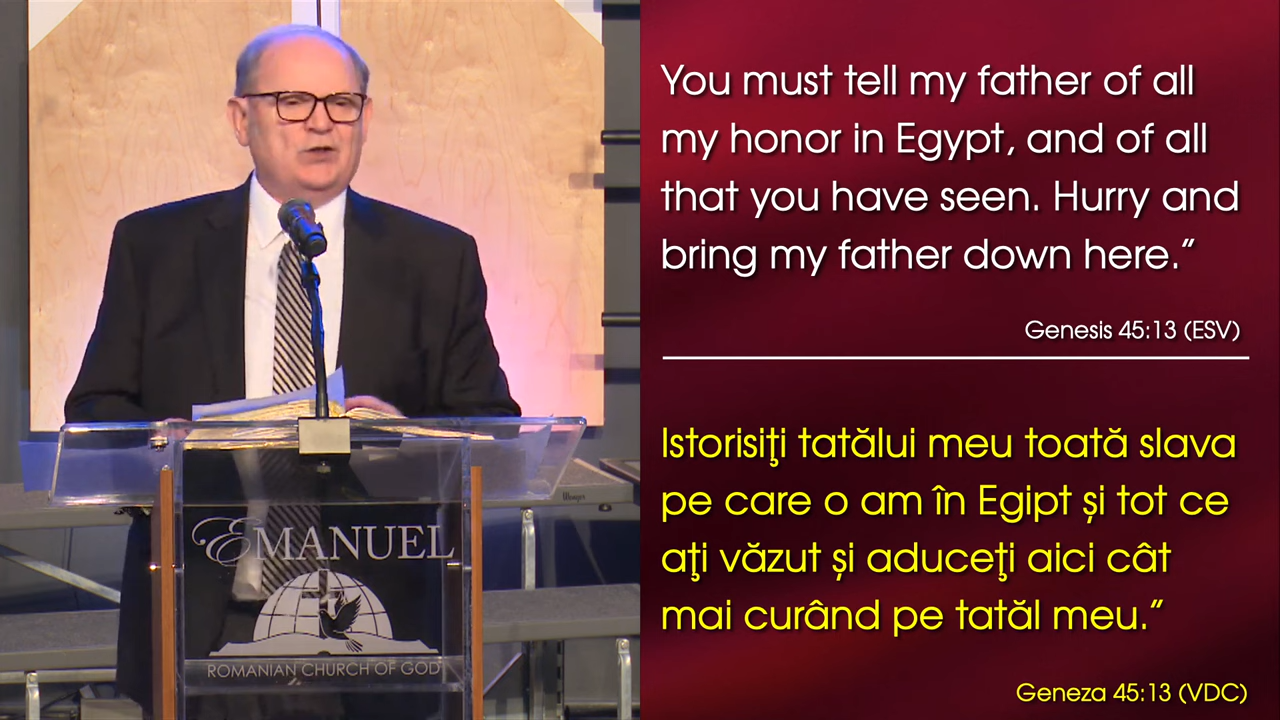 You must tell my father of all
my honor in Egypt, and of all
that you have seen. Hurry and
bring my father down here.”
Genesis 45:13 (ESV)
Istorisiţi tatălui meu toată slava
pe care o am în Egipt și tot ce
aţi văzut și aduceţi aici cât
mai curând pe tatăl meu.”
Geneza 45:13 (VDC)
EMANUEL
ROMANIAN CHURCH OF GOD